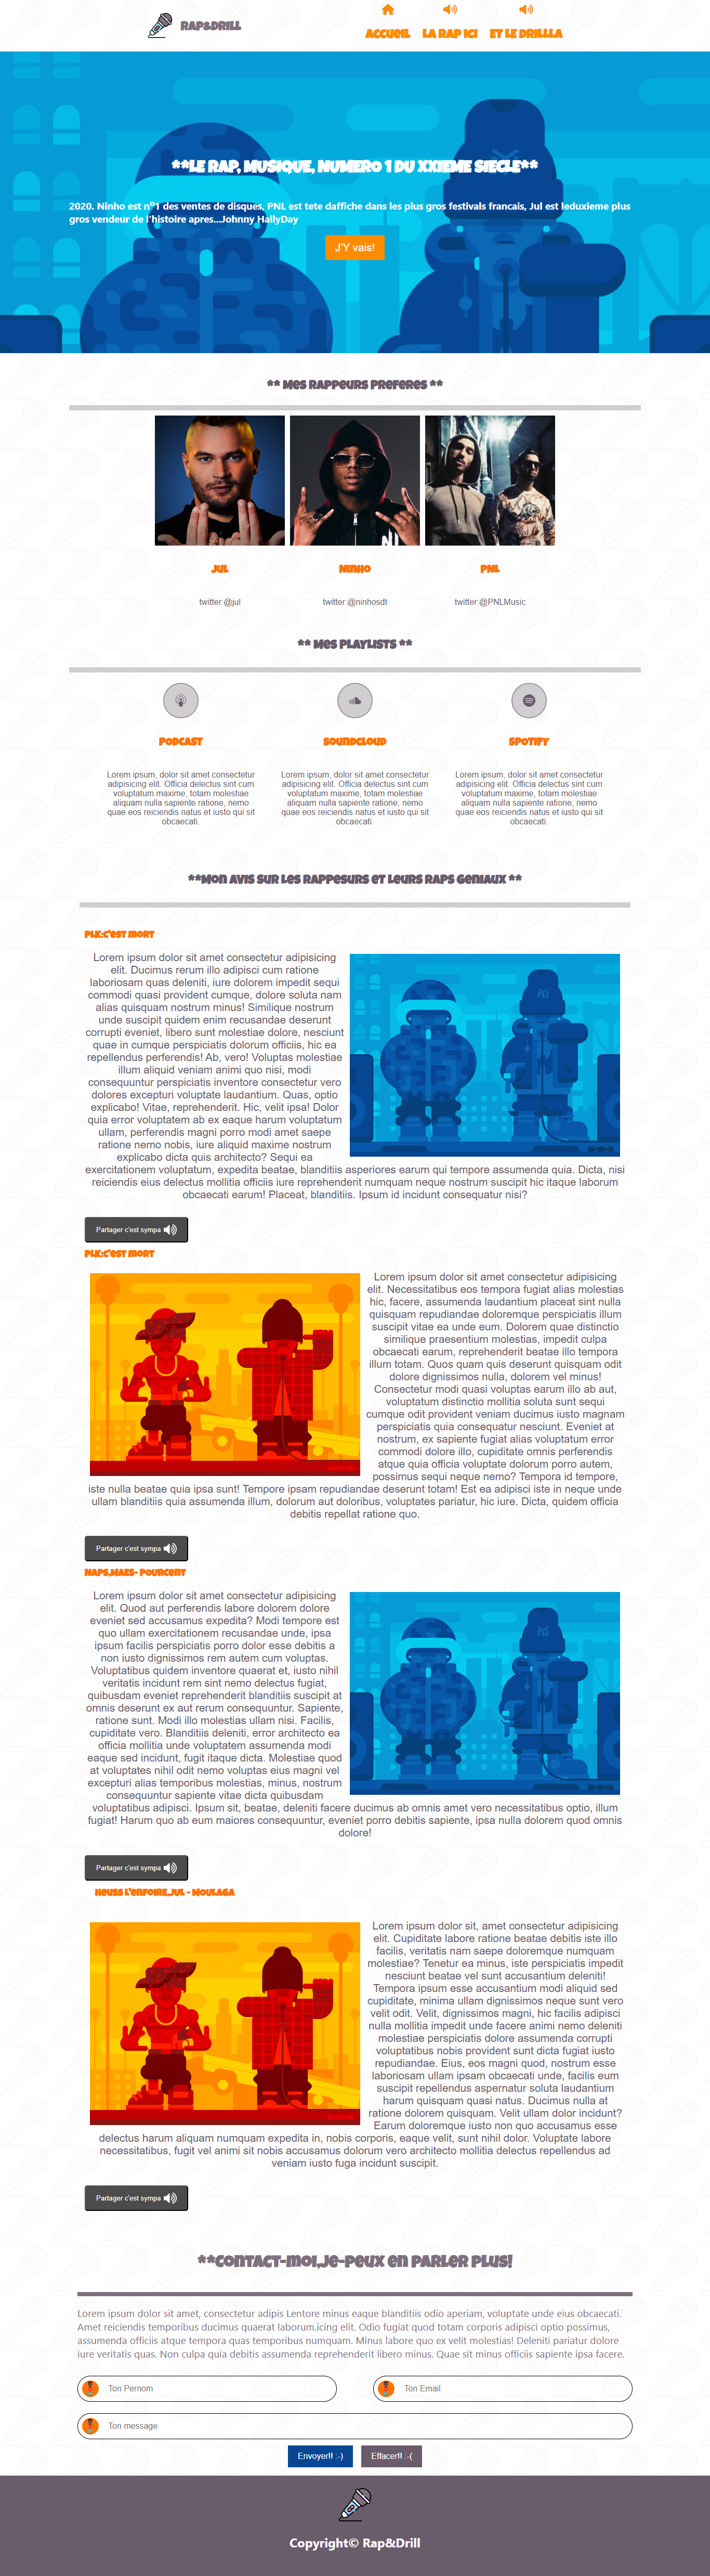 RAP&DRILL
ACCUEIL
LA RAP ICI
ET LE DRILLLA
**LE RAP, MUSIQUE, NUMERO 1 DU XXIEME SIECLE**
2020. Ninho est nº1 des ventes de disques, PNL est tete daffiche dans les plus gros festivals francais, Jul est leduxieme plus
gros vendeur de l'histoire apres...Johnny HallyDay
J'Y vais!
** Mes Rappeurs Preferes **
Jul
Ninho
PNL
twitter:@jul
twitter:@ninhosdt
twitter:@PNLMusic
** Mes Playlists **
Podcast
Soundcloud
Spotify
Lorem ipsum, dolor sit amet consectetur
adipisicing elit. Officia delectus sint cum
voluptatum maxime, totam molestiae
aliquam nulla sapiente ratione, nemo
quae eos reiciendis natus et iusto qui sit
obcaecati.
Lorem ipsum, dolor sit amet consectetur
adipisicing elit. Officia delectus sint cum
voluptatum maxime, totam molestiae
aliquam nulla sapiente ratione, nemo
quae eos reiciendis natus et iusto qui sit
obcaecati.
Lorem ipsum, dolor sit amet consectetur
adipisicing elit. Officia delectus sint cum
voluptatum maxime, totam molestiae
aliquam nulla sapiente ratione, nemo
quae eos reiciendis natus et iusto qui sit
obcaecati.
**Mon avis sur les rappesurs et leurs raps geniaux **
PLK:c'est mort
Lorem ipsum dolor sit amet consectetur adipisicing
elit. Ducimus rerum illo adipisci cum ratione
laboriosam quas deleniti, iure dolorem impedit sequi
commodi quasi provident cumque, dolore soluta nam
alias quisquam nostrum minus! Similique nostrum
unde suscipit quidem enim recusandae deserunt
corrupti eveniet, libero sunt molestiae dolore, nesciunt
quae in cumque perspiciatis dolorum officiis, hic ea
repellendus perferendis! Ab, vero! Voluptas molestiae
illum aliquid veniam animi quo nisi, modi
consequuntur perspiciatis inventore consectetur vero
dolores excepturi voluptate laudantium. Quas, optio
explicabo! Vitae, reprehenderit. Hic, velit ipsa! Dolor
quia error voluptatem ab ex eaque harum voluptatum
ullam, perferendis magni porro modi amet saepe
ratione nemo nobis, iure aliquid maxime nostrum
explicabo dicta quis architecto? Sequi ea
exercitationem voluptatum, expedita beatae, blanditiis asperiores earum qui tempore assumenda quia. Dicta, nisi
reiciendis eius delectus mollitia officiis iure reprehenderit numquam neque nostrum suscipit hic itaque laborum
obcaecati earum! Placeat, blanditiis. Ipsum id incidunt consequatur nisi?
Partager c'est sympa
PLK:c'est mort
Lorem ipsum dolor sit amet consectetur adipisicing
elit. Necessitatibus eos tempora fugiat alias molestias
hic, facere, assumenda laudantium placeat sint nulla
quisquam repudiandae doloremque perspiciatis illum
suscipit vitae ea unde eum. Dolorem quae distinctio
similique praesentium molestias, impedit culpa
obcaecati earum, reprehenderit beatae illo tempora
illum totam. Quos quam quis deserunt quisquam odit
dolore dignissimos nulla, dolorem vel minus!
Consectetur modi quasi voluptas earum illo ab aut,
voluptatum distinctio mollitia soluta sunt sequi
cumque odit provident veniam ducimus iusto magnam
perspiciatis quia consequatur nesciunt. Eveniet at
nostrum, ex sapiente fugiat alias voluptatum error
commodi dolore illo, cupiditate omnis perferendis
atque quia officia voluptate dolorum porro autem,
possimus sequi neque nemo? Tempora id tempore,
iste nulla beatae quia ipsa sunt! Tempore ipsam repudiandae deserunt totam! Est ea adipisci iste in neque unde
ullam blanditiis quia assumenda illum, dolorum aut doloribus, voluptates pariatur, hic iure. Dicta, quidem officia
debitis repellat ratione quo.
Partager c'est sympa
Naps,Maes- Pourcent
Lorem ipsum dolor sit amet consectetur adipisicing
elit. Quod aut perferendis labore dolorem dolore
eveniet sed accusamus expedita? Modi tempore est
quo ullam exercitationem recusandae unde, ipsa
ipsum facilis perspiciatis porro dolor esse debitis a
non iusto dignissimos rem autem cum voluptas.
Voluptatibus quidem inventore quaerat et, iusto nihil
veritatis incidunt rem sint nemo delectus fugiat,
quibusdam eveniet reprehenderit blanditiis suscipit at
omnis deserunt ex aut rerum consequuntur. Sapiente,
ratione sunt. Modi illo molestias ullam nisi. Facilis,
cupiditate vero. Blanditiis deleniti, error architecto ea
officia mollitia unde voluptatem assumenda modi
eaque sed incidunt, fugit itaque dicta. Molestiae quod
at voluptates nihil odit nemo voluptas eius magni vel
excepturi alias temporibus molestias, minus, nostrum
consequuntur sapiente vitae dicta quibusdam
voluptatibus adipisci. Ipsum sit, beatae, deleniti facere ducimus ab omnis amet vero necessitatibus optio, illum
fugiat! Harum quo ab eum maiores consequuntur, eveniet porro debitis sapiente, ipsa nulla dolorem quod omnis
dolore!
Partager c'est sympa
Heuss L'enfoire,Jul - Moulaga
Lorem ipsum dolor sit, amet consectetur adipisicing
elit. Cupiditate labore ratione beatae debitis iste illo
facilis, veritatis nam saepe doloremque numquam
molestiae? Tenetur ea minus, iste perspiciatis impedit
nesciunt beatae vel sunt accusantium deleniti!
Tempora ipsum esse accusantium modi aliquid sed
cupiditate, minima ullam dignissimos neque sunt vero
velit odit. Velit, dignissimos magni, hic facilis adipisci
nulla mollitia impedit unde facere animi nemo deleniti
molestiae perspiciatis dolore assumenda corrupti
voluptatibus nobis provident sunt dicta fugiat iusto
repudiandae. Eius, eos magni quod, nostrum esse
laboriosam ullam ipsam obcaecati unde, facilis eum
suscipit repellendus aspernatur soluta laudantium
harum quisquam quasi natus. Ducimus nulla at
ratione dolorem quisquam. Velit ullam dolor incidunt?
Earum doloremque iusto non quo accusamus esse
delectus harum aliquam numquam expedita in, nobis corporis, eaque velit, sunt nihil dolor. Voluptate labore
necessitatibus, fugit vel animi sit nobis accusamus dolorum vero architecto mollitia delectus repellendus ad
veniam iusto fuga incidunt suscipit.
Partager c'est sympa
**Contact-moi,je-peux en parler plus!
Lorem ipsum dolor sit amet, consectetur adipis Lentore minus eaque blanditiis odio aperiam, voluptate unde eius obcaecati.
Amet reiciendis temporibus ducimus quaerat laborum.icing elit. Odio fugiat quod totam corporis adipisci optio possimus,
assumenda officiis atque tempora quas temporibus numquam. Minus labore quo ex velit molestias! Deleniti pariatur dolore
iure veritatis quas. Non culpa quia debitis assumenda reprehenderit libero minus. Quae sit minus officiis sapiente ipsa facere.
Ton Pernom
Ton Email
Ton message
Envoyer!! :-)
Effacer!! :-(
Copyright© Rap&Drill